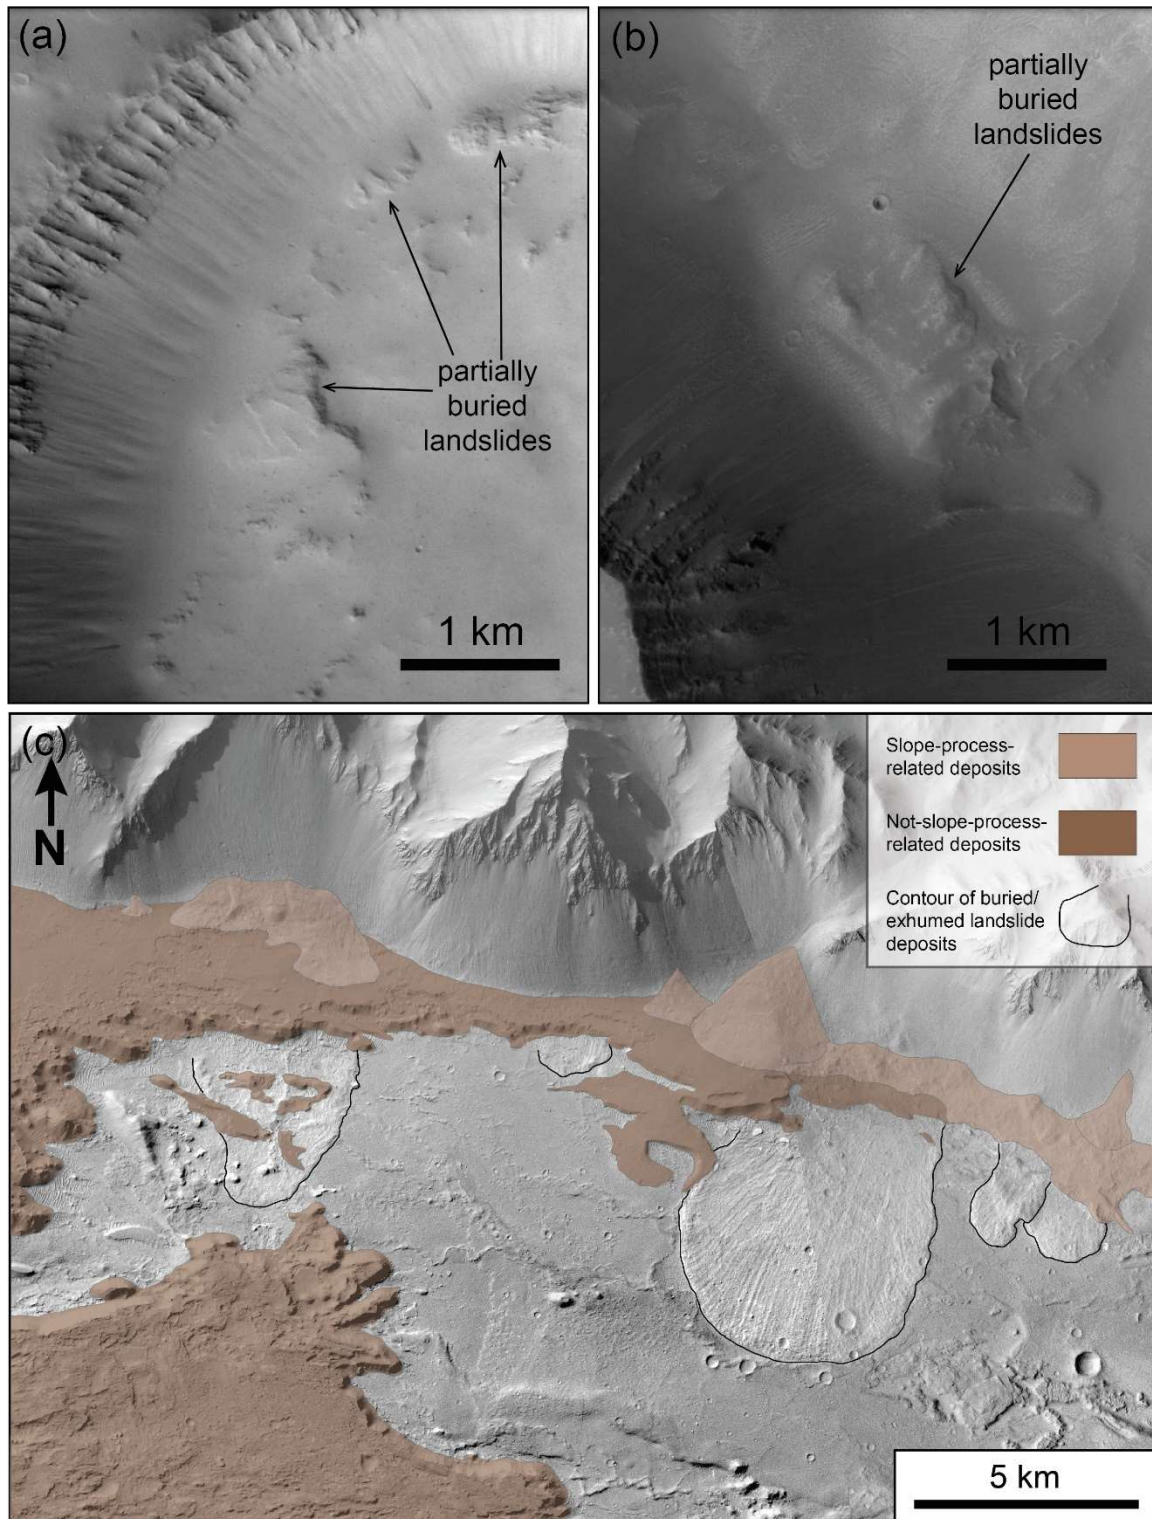 (a)
partially
buried
landslides
1 km
(b)
partially
buried
landslides
1 km
(c)
N
Slope-process-
related deposits
Not-slope-process-
related deposits
Contour of buried/
exhumed landslide
deposits
5 km